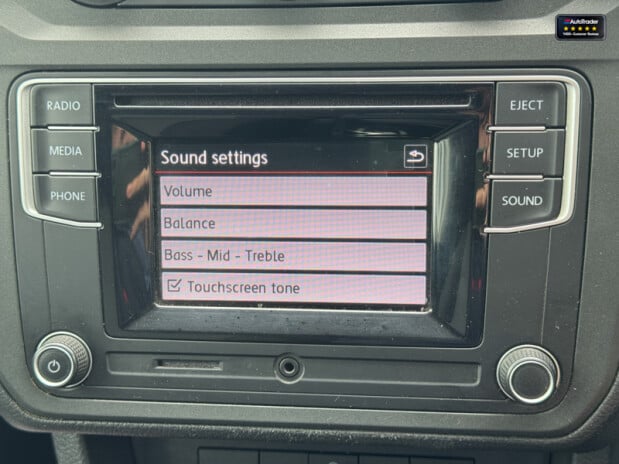 AutoTrader
RADIO
MEDIA
PHONE
Sound settings
Volume
Balance
Bass - Mid - Treble
Touchscreen tone
EJECT
SETUP
SOUND